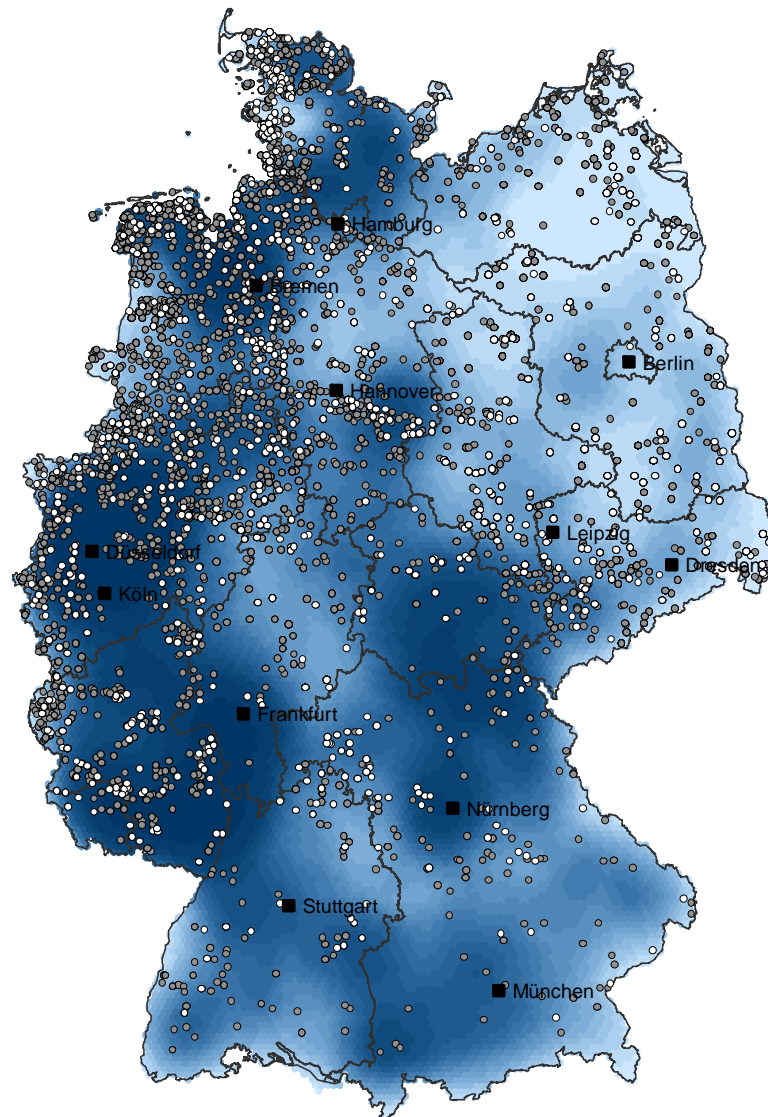 Hamburg
Bremen
Berlin
Hannover
Leipzig
Düsseldorf
Dresden
Köln
Frankfurt
Nürnberg
Stuttgart
München